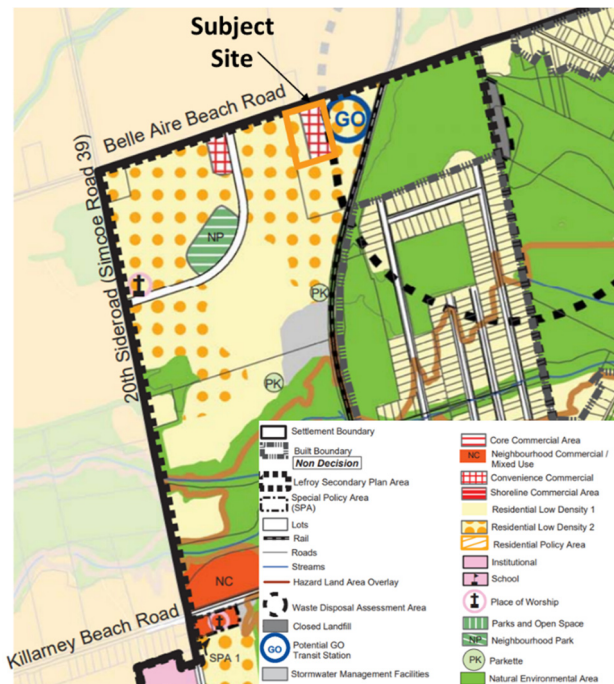 Subject
Site
Belle Aire Beach Road
GO
20th Sideroad (Simcoe Road 39)
NP
PK
PK
NC
Killarney Beach Road
SPA 1
Settlement Boundary
Built Boundary
Non Decision
Lefroy Secondary Plan Area
Special Policy Area
(SPA)
Lots
Rail
Roads
Streams
Hazard Land Area Overlay
Waste Disposal Assessment Area
Closed Landfill
GO
Potential GO
Transit Station
Stormwater Management Facilities
Core Commercial Area
NC
Neighbourhood Commercial /
Mixed Use
Convenience Commercial
Shoreline Commercial Area
Residential Low Density 1
Residential Low Density 2
Residential Policy Area
Institutional
School
Place of Worship
Parks and Open Space
NP
Neighbourhood Park
PK
Parkette
Natural Environmental Area